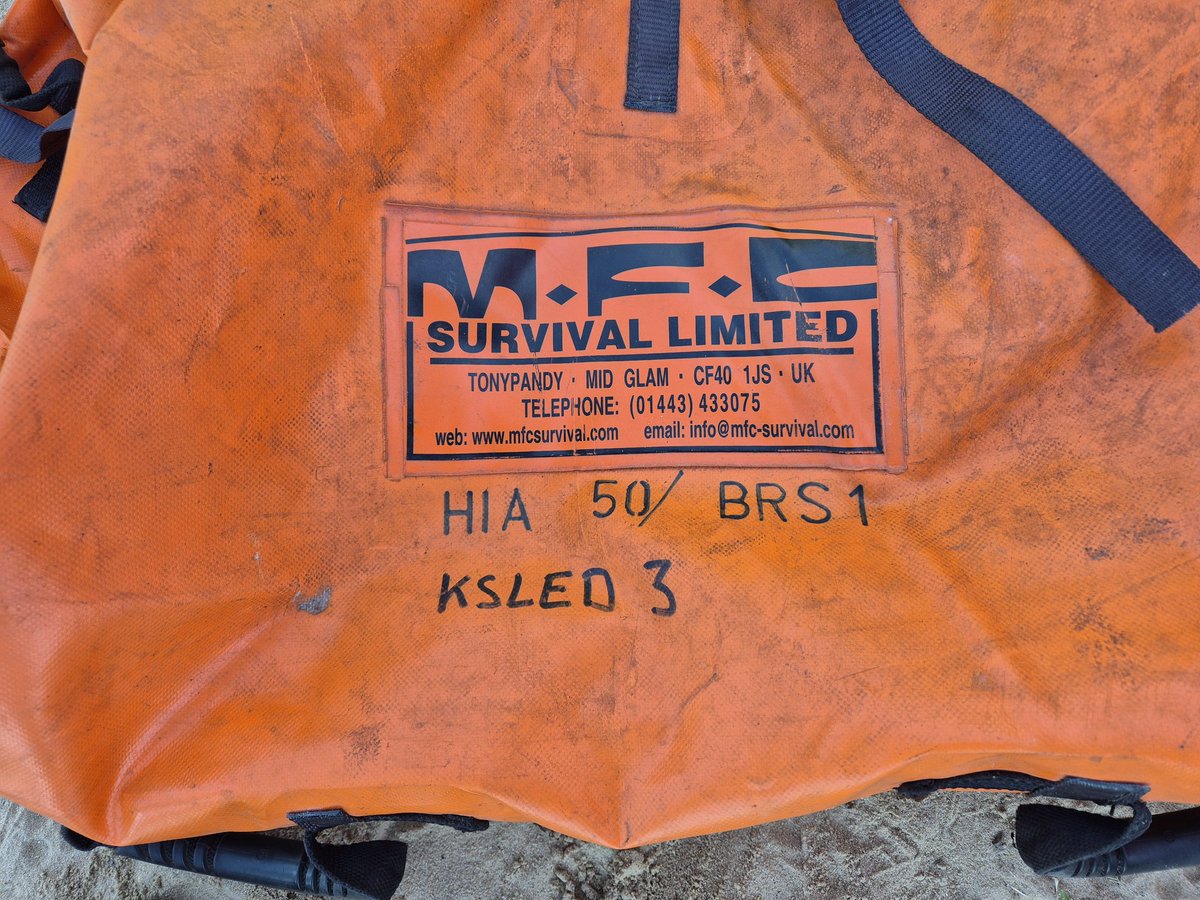 M·F·C
SURVIVAL LIMITED
TONYPANDY · MID GLAM · CF40 1JS · UK
TELEPHONE: (01443) 433075
web: www.mfcsurvival.com email: info@mfc-survival.com
HIA 50/ BRS1
KSLED 3